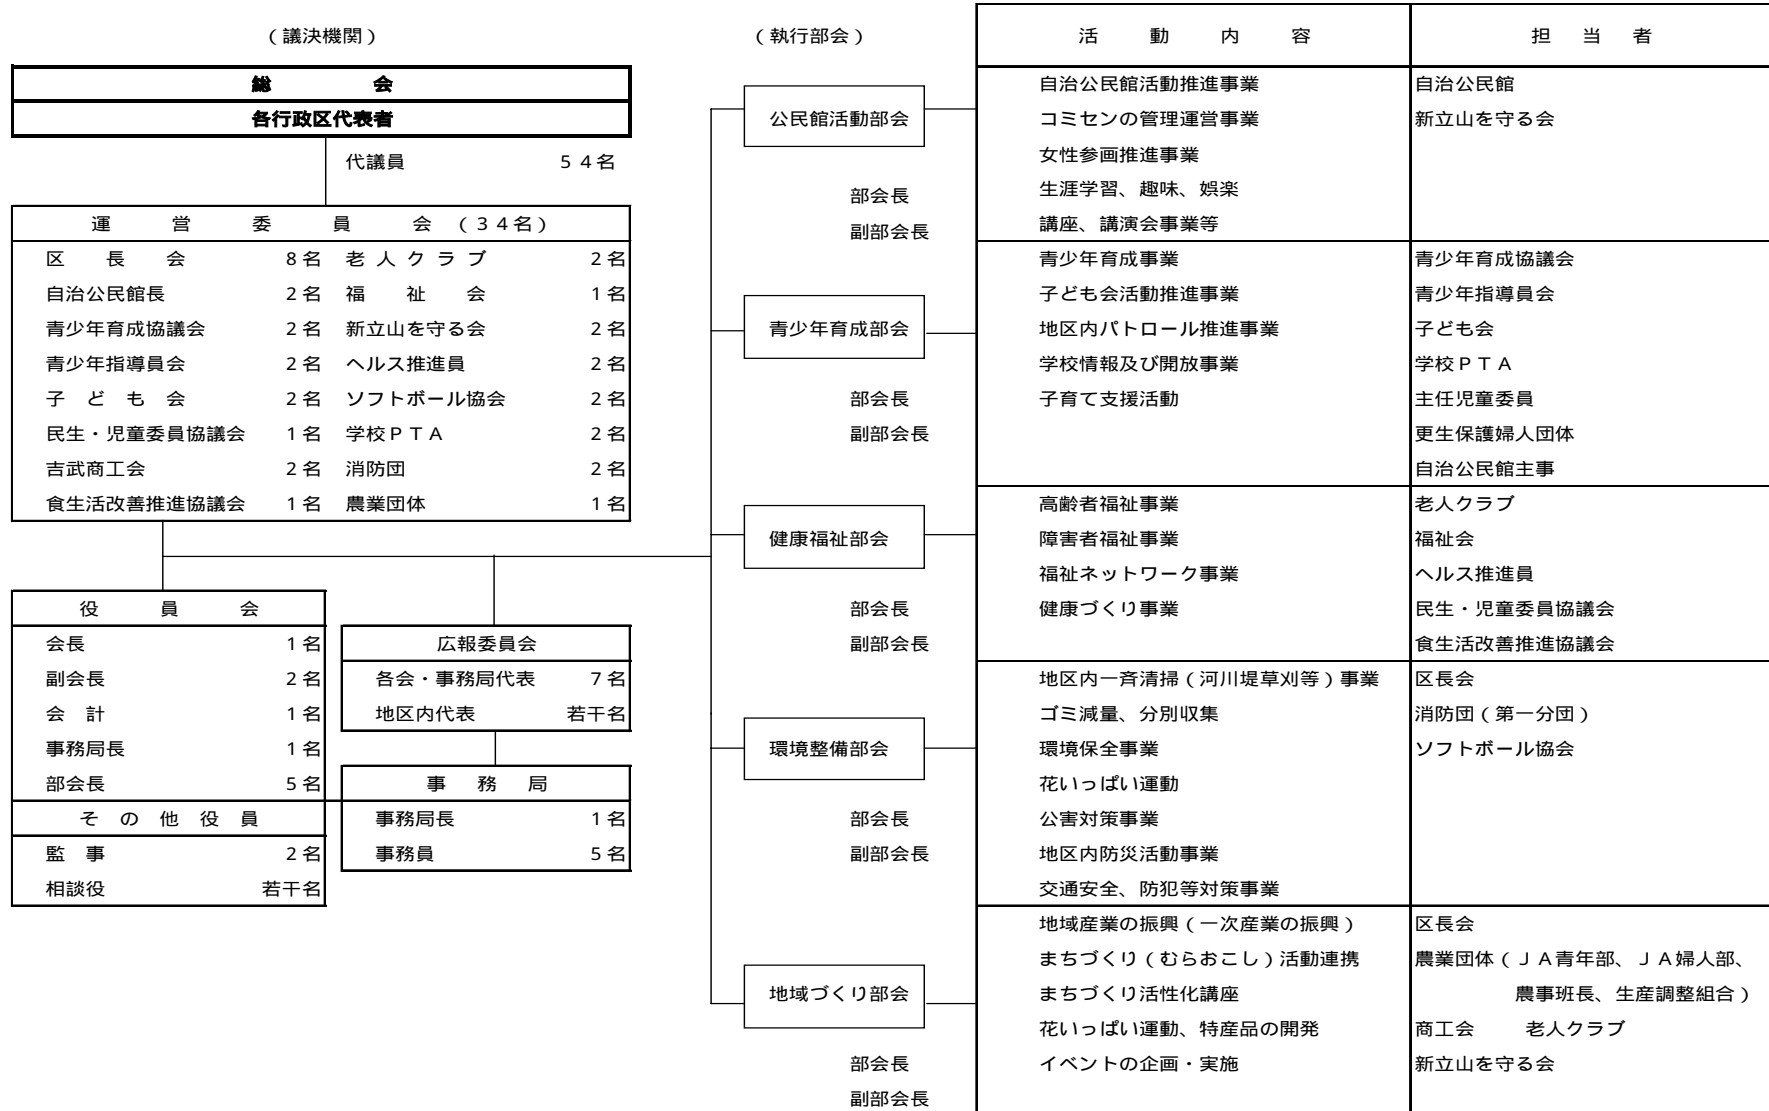 （議決機関）
総　　　会
各行政区代表者
代議員　５４名
運　営　委　員　会　（３４名）
区　長　会　８名　老人クラブ　２名
自治公民館長　２名　福　祉　会　１名
青少年育成協議会　２名　新立山を守る会　２名
青少年指導員会　２名　ヘルス推進員　２名
子　ど　も　会　２名　ソフトボール協会　２名
民生・児童委員協議会　１名　学校ＰＴＡ　２名
吉武商工会　２名　消防団　２名
食生活改善推進協議会　１名　農業団体　１名
役　員　会
会長　１名
副会長　２名
会　計　１名
事務局長　１名
部会長　５名
そ　の　他　役　員
監　事　２名
相談役　若干名
広報委員会
各会・事務局代表　７名
地区内代表　若干名
事　務　局
事務局長　１名
事務員　５名
（執行部会）
公民館活動部会
部会長
副部会長
青少年育成部会
部会長
副部会長
健康福祉部会
部会長
副部会長
環境整備部会
部会長
副部会長
地域づくり部会
部会長
副部会長
活　動　内　容　担　当　者
自治公民館活動推進事業　自治公民館
コミセンの管理運営事業　新立山を守る会
女性参画推進事業
生涯学習、趣味、娯楽
講座、講演会事業等
青少年育成事業　青少年育成協議会
子ども会活動推進事業　青少年指導員会
地区内パトロール推進事業　子ども会
学校情報及び開放事業　学校ＰＴＡ
子育て支援活動　主任児童委員
更生保護婦人団体
自治公民館主事
高齢者福祉事業　老人クラブ
障害者福祉事業　福祉会
福祉ネットワーク事業　ヘルス推進員
健康づくり事業　民生・児童委員協議会
食生活改善推進協議会
地区内一斉清掃（河川堤草刈等）事業　区長会
ゴミ減量、分別収集　消防団（第一分団）
環境保全事業　ソフトボール協会
花いっぱい運動
公害対策事業
地区内防災活動事業
交通安全、防犯等対策事業
地域産業の振興（一次産業の振興）　区長会
まちづくり（むらおこし）活動連携　農業団体（ＪＡ青年部、ＪＡ婦人部、
まちづくり活性化講座　農事班長、生産調整組合）
花いっぱい運動、特産品の開発　商工会　老人クラブ
イベントの企画・実施　新立山を守る会